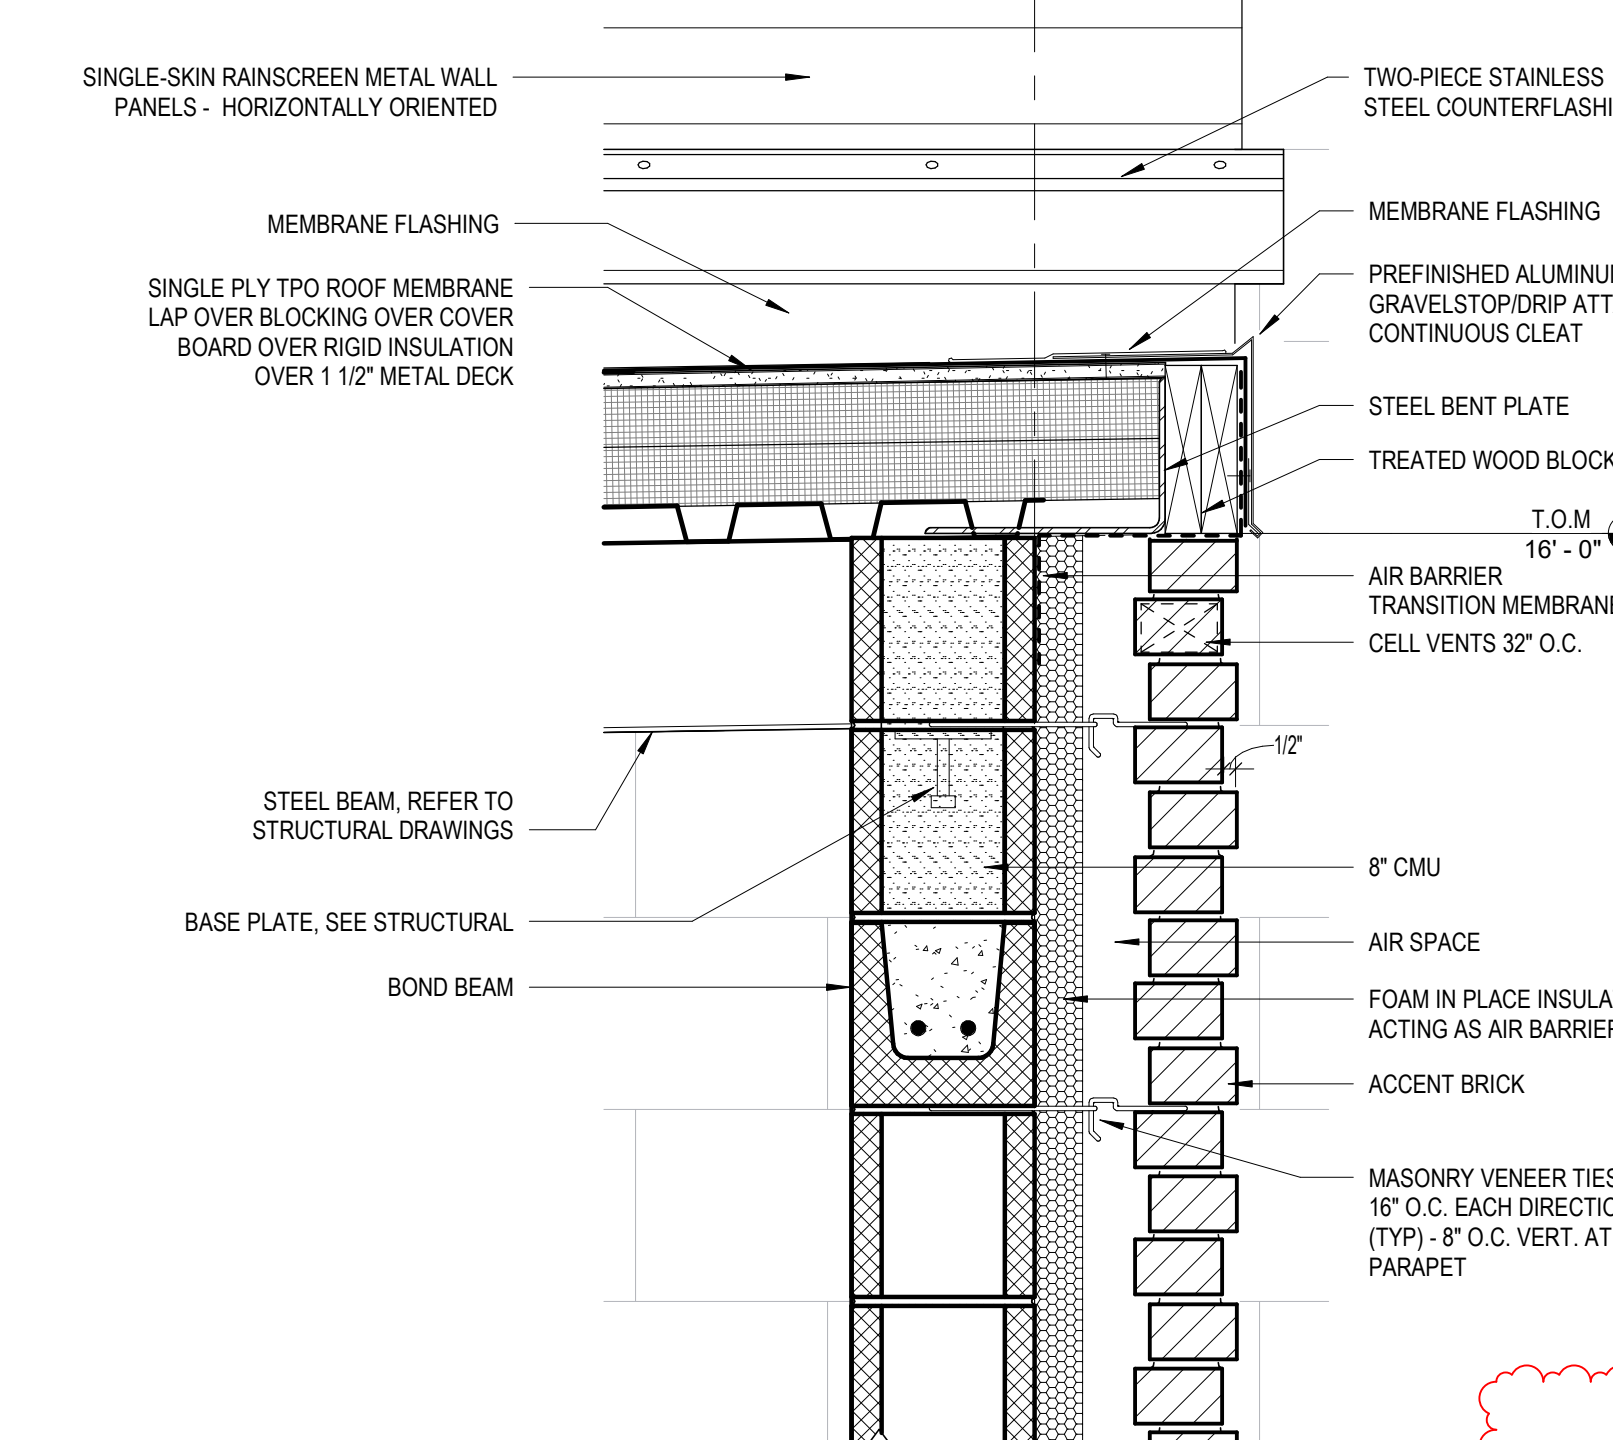 SINGLE-SKIN RAINSCREEN METAL WALL
PANELS - HORIZONTALLY ORIENTED
MEMBRANE FLASHING
SINGLE PLY TPO ROOF MEMBRANE
LAP OVER BLOCKING OVER COVER
BOARD OVER RIGID INSULATION
OVER 1 1/2" METAL DECK
STEEL BEAM, REFER TO
STRUCTURAL DRAWINGS
BASE PLATE, SEE STRUCTURAL
BOND BEAM
TWO-PIECE STAINLESS
STEEL COUNTERFLASHI
MEMBRANE FLASHING
PREFINISHED ALUMINU
GRAVELSTOP/DRIP ATT
CONTINUOUS CLEAT
STEEL BENT PLATE
TREATED WOOD BLOCK
T.O.M
16' - 0"
AIR BARRIER
TRANSITION MEMBRANE
CELL VENTS 32" O.C.
1/2"
8" CMU
AIR SPACE
FOAM IN PLACE INSULA
ACTING AS AIR BARRIER
ACCENT BRICK
MASONRY VENEER TIES
16" O.C. EACH DIRECTIO
(TYP) - 8" O.C. VERT. AT
PARAPET